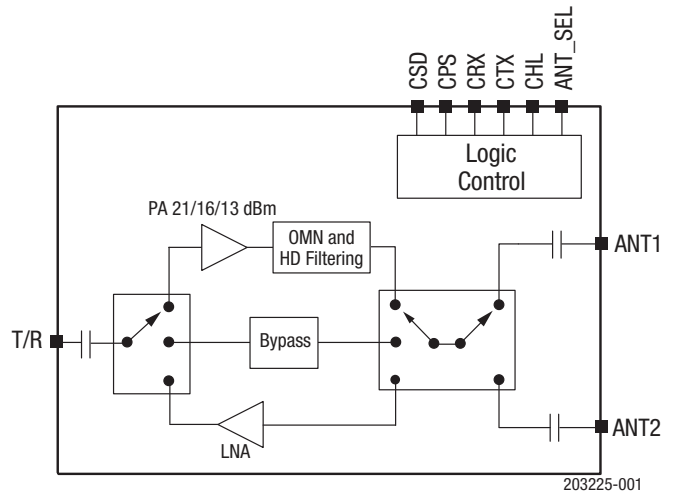 CSD
CPS
CRX
CTX
CHL
ANT_SEL
Logic
Control
PA 21/16/13 dBm
OMN and
HD Filtering
ANT1
T/R
Bypass
ANT2
LNA
203225-001